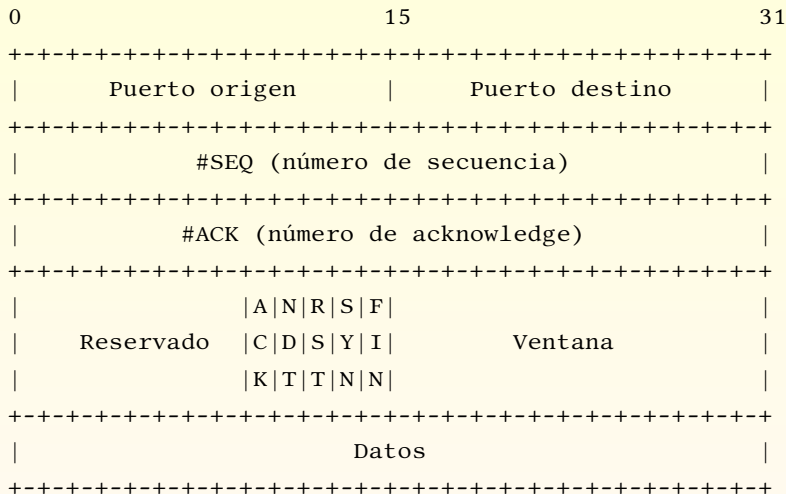 0                         15                        31
+-+-+-+-+-+-+-+-+-+-+-+-+-+-+-+-+-+-+-+-+-+-+-+-+-+-+
|      Puerto origen      |     Puerto destino      |
+-+-+-+-+-+-+-+-+-+-+-+-+-+-+-+-+-+-+-+-+-+-+-+-+-+-+
|            #SEQ (número de secuencia)             |
+-+-+-+-+-+-+-+-+-+-+-+-+-+-+-+-+-+-+-+-+-+-+-+-+-+-+
|           #ACK (número de acknowledge)            |
+-+-+-+-+-+-+-+-+-+-+-+-+-+-+-+-+-+-+-+-+-+-+-+-+-+-+
|               |A|N|R|S|F|                         |
|    Reservado  |C|D|S|Y|I|        Ventana          |
|               |K|T|T|N|N|                         |
+-+-+-+-+-+-+-+-+-+-+-+-+-+-+-+-+-+-+-+-+-+-+-+-+-+-+
|                       Datos                       |
+-+-+-+-+-+-+-+-+-+-+-+-+-+-+-+-+-+-+-+-+-+-+-+-+-+-+